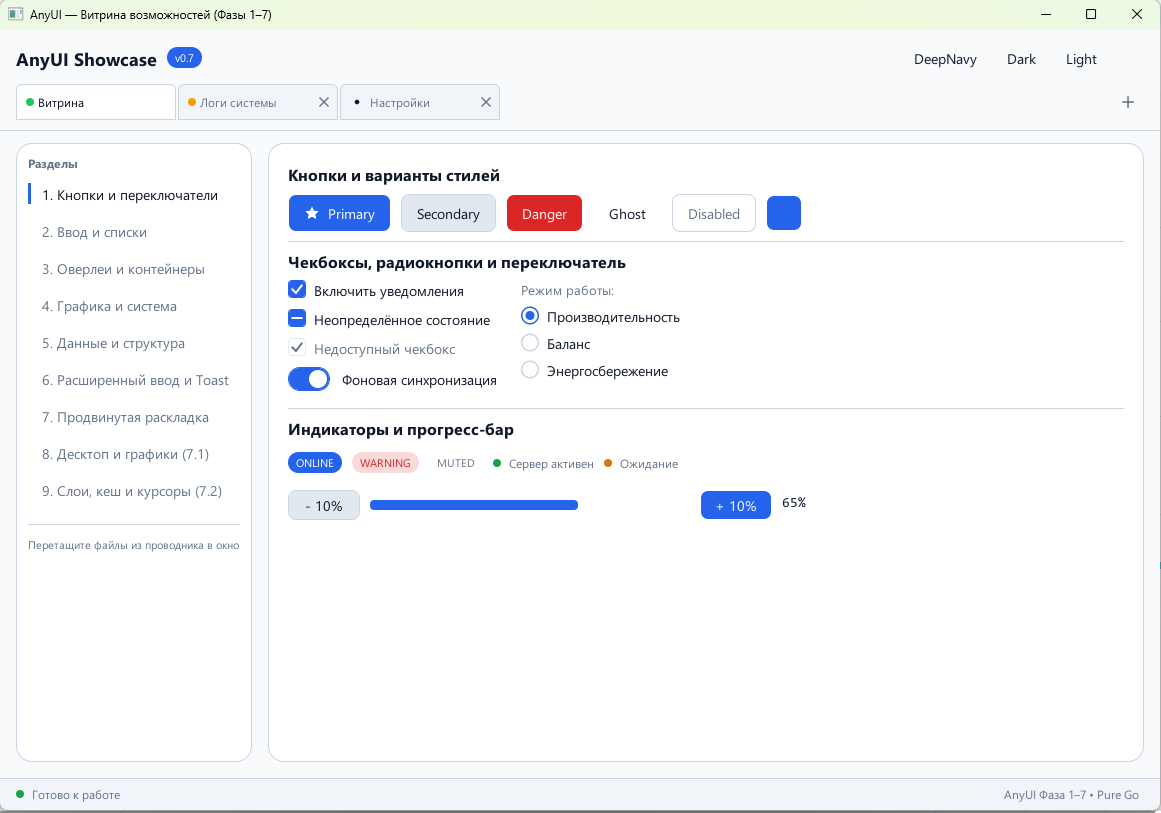 AnyUI — Витрина возможностей (Фазы 1–7)
AnyUI Showcase v0.7 DeepNavy Dark Light
Витрина Логи системы Настройки
Разделы
1. Кнопки и переключатели
2. Ввод и списки
3. Оверлеи и контейнеры
4. Графика и система
5. Данные и структура
6. Расширенный ввод и Toast
7. Продвинутая раскладка
8. Десктоп и графики (7.1)
9. Слои, кеш и курсоры (7.2)
Перетащите файлы из проводника в окно
Кнопки и варианты стилей
Primary Secondary Danger Ghost Disabled
Чекбоксы, радиокнопки и переключатель
Включить уведомления
Неопределённое состояние
Недоступный чекбокс
Фоновая синхронизация
Режим работы:
Производительность
Баланс
Энергосбережение
Индикаторы и прогресс-бар
ONLINE WARNING MUTED Сервер активен Ожидание
- 10% + 10% 65%
Готово к работе AnyUI Фаза 1–7 • Pure Go